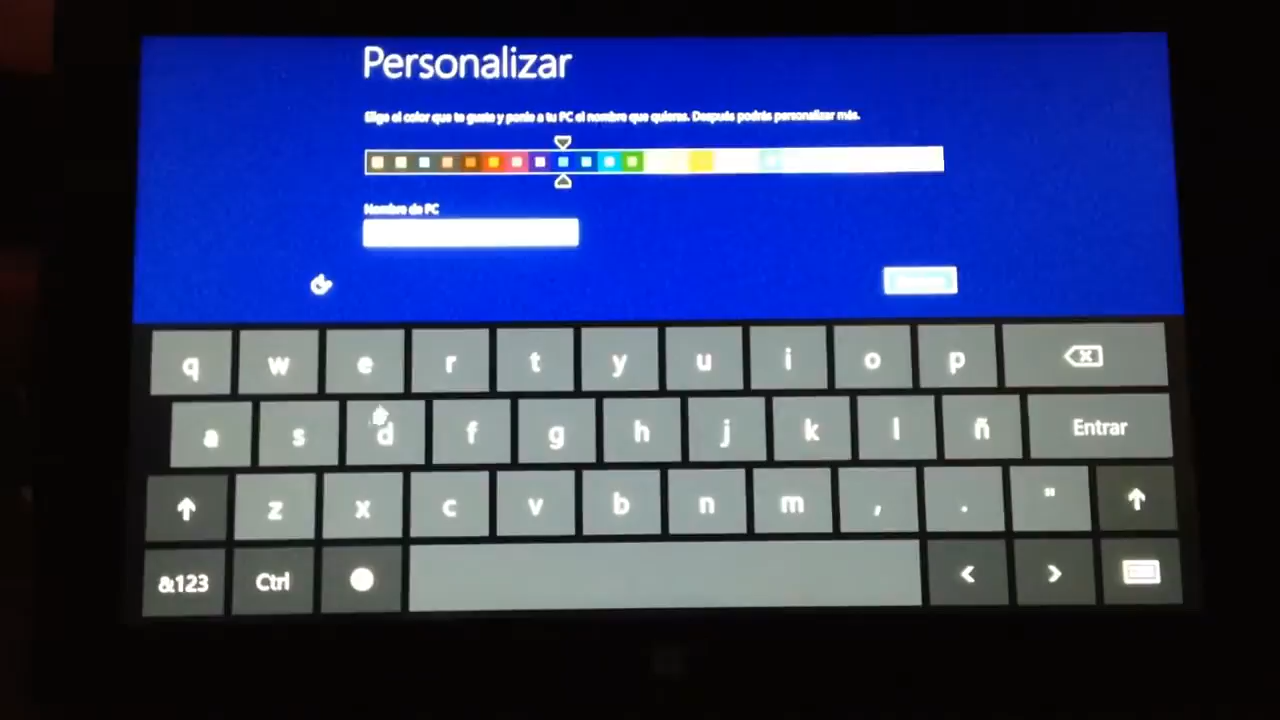 Personalizar
Elige el color que te guste y ponle a tu PC el nombre que quieras. Después podrás personalizar más.
Nombre de PC
q w e r t y u i o p
a s d f g h j k l ñ Entrar
z x c v b n m , . "
&123 Ctrl < >